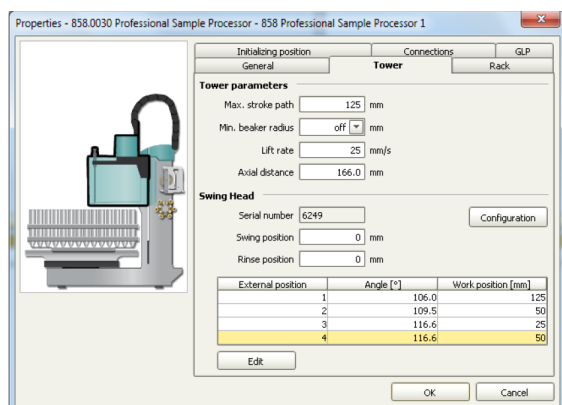 Properties - 858.0030 Professional Sample Processor - 858 Professional Sample Processor 1
Initializing position Connections GLP
General Tower Rack
Tower parameters
Max. stroke path 125 mm
Min. beaker radius off mm
Lift rate 25 mm/s
Axial distance 166.0 mm
Swing Head
Serial number 6249 Configuration
Swing position 0 mm
Rinse position 0 mm
External position Angle [°] Work position [mm]
1 106.0 125
2 109.5 50
3 116.6 25
4 116.6 50
Edit
OK Cancel